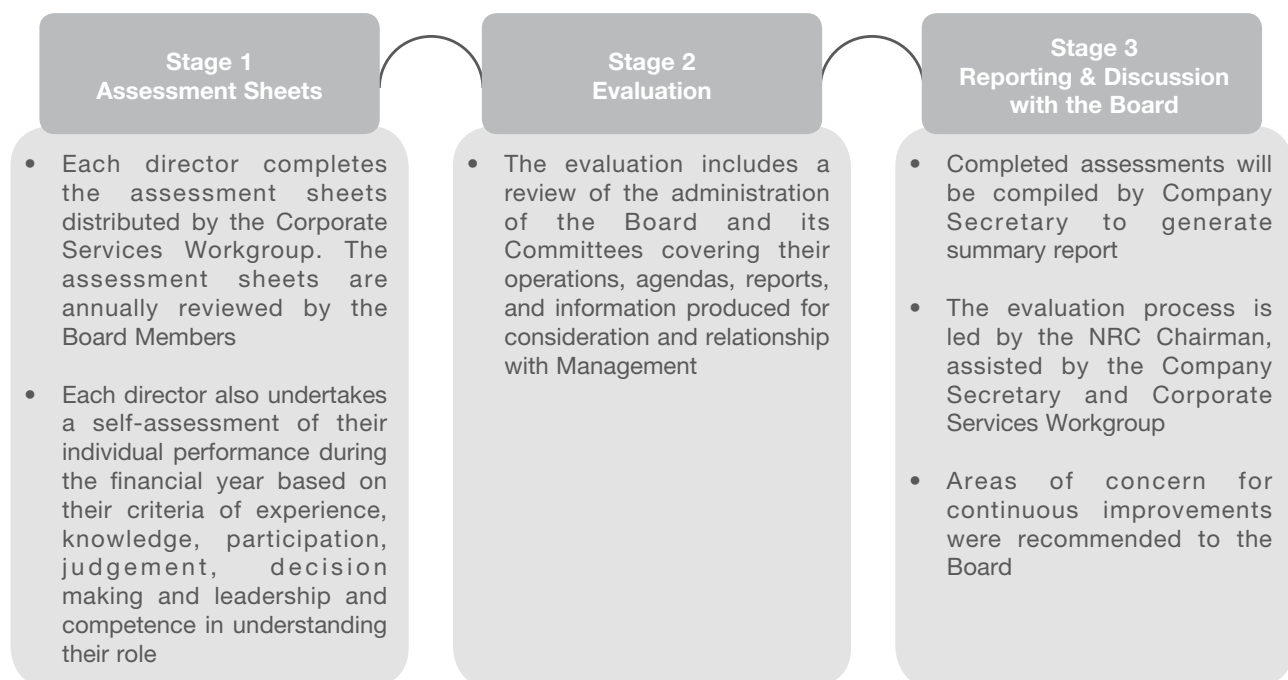 Stage 1
Assessment Sheets
• Each director completes
the assessment sheets
distributed by the Corporate
Services Workgroup. The
assessment sheets are
annually reviewed by the
Board Members
• Each director also undertakes
a self-assessment of their
individual performance during
the financial year based on
their criteria of experience,
knowledge, participation,
judgement, decision
making and leadership and
competence in understanding
their role
Stage 2
Evaluation
• The evaluation includes a
review of the administration
of the Board and its
Committees covering their
operations, agendas, reports,
and information produced for
consideration and relationship
with Management
Stage 3
Reporting & Discussion
with the Board
• Completed assessments will
be compiled by Company
Secretary to generate
summary report
• The evaluation process is
led by the NRC Chairman,
assisted by the Company
Secretary and Corporate
Services Workgroup
• Areas of concern for
continuous improvements
were recommended to the
Board